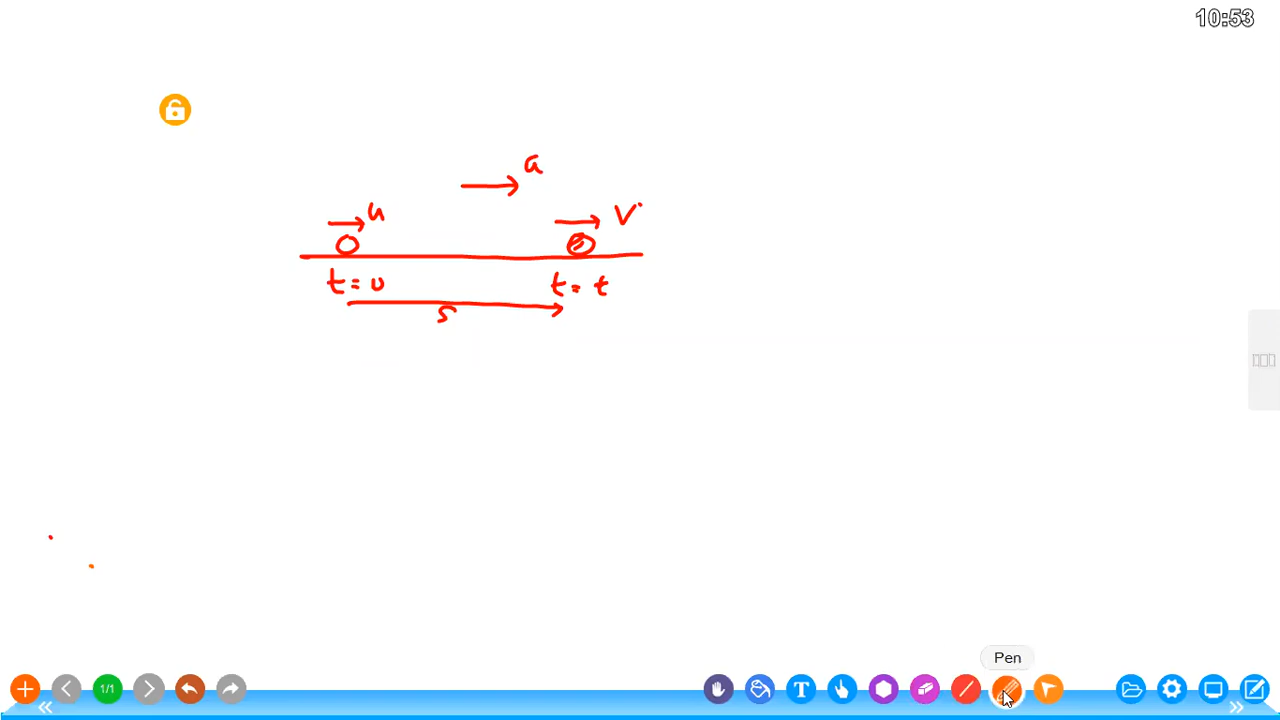 10:53
a
u
V
t = 0
t = t
s
Pen
1/1
T